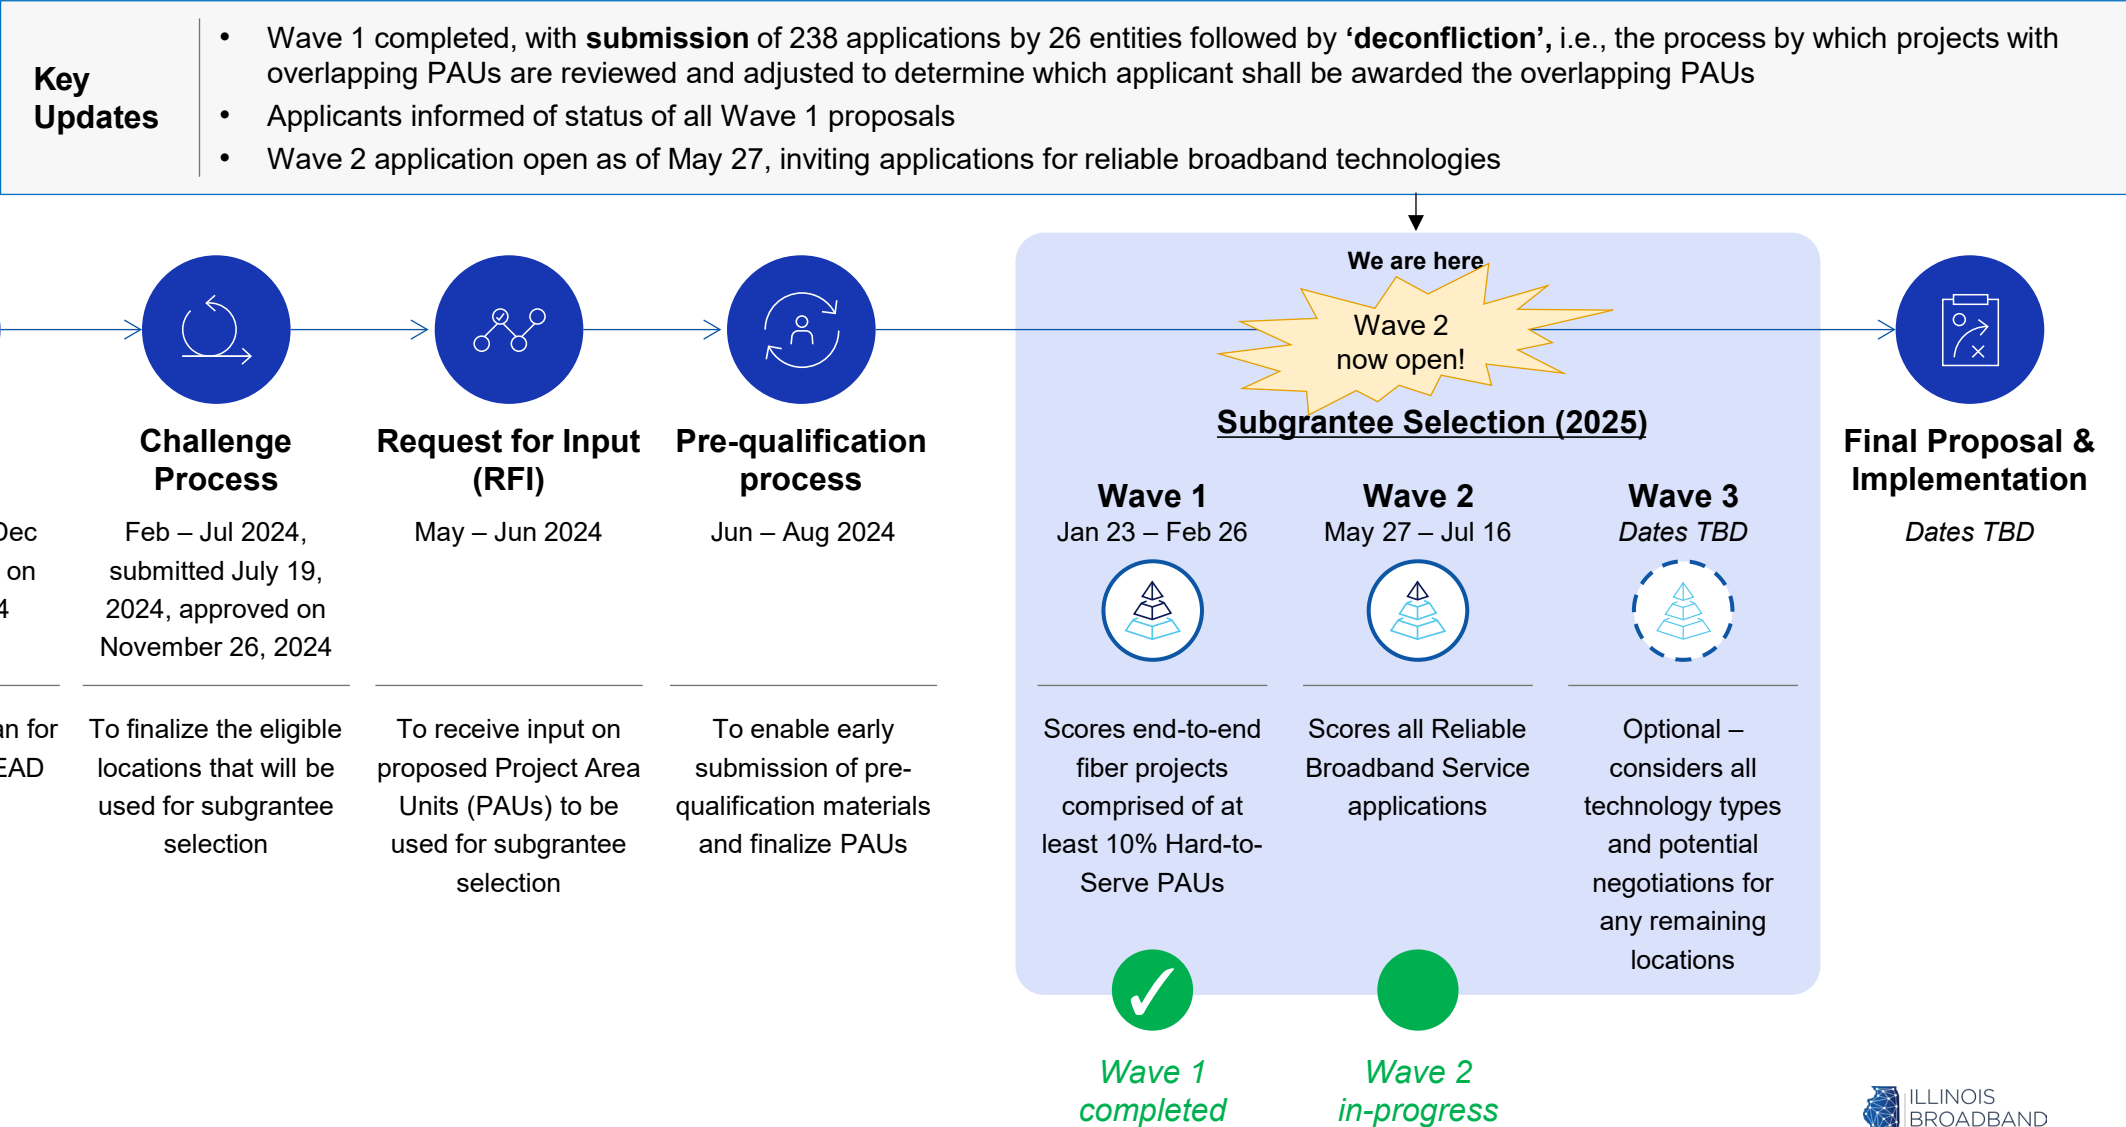 Key
Updates
• Wave 1 completed, with submission of 238 applications by 26 entities followed by ‘deconfliction’, i.e., the process by which projects with
overlapping PAUs are reviewed and adjusted to determine which applicant shall be awarded the overlapping PAUs
• Applicants informed of status of all Wave 1 proposals
• Wave 2 application open as of May 27, inviting applications for reliable broadband technologies
We are here
Wave 2
now open!
Dec
on
4
an for
EAD
Challenge
Process
Feb – Jul 2024,
submitted July 19,
2024, approved on
November 26, 2024
To finalize the eligible
locations that will be
used for subgrantee
selection
Request for Input
(RFI)
May – Jun 2024
To receive input on
proposed Project Area
Units (PAUs) to be
used for subgrantee
selection
Pre-qualification
process
Jun – Aug 2024
To enable early
submission of pre-
qualification materials
and finalize PAUs
Subgrantee Selection (2025)
Wave 1
Jan 23 – Feb 26
Scores end-to-end
fiber projects
comprised of at
least 10% Hard-to-
Serve PAUs
Wave 1
completed
Wave 2
May 27 – Jul 16
Scores all Reliable
Broadband Service
applications
Wave 2
in-progress
Wave 3
Dates TBD
Optional –
considers all
technology types
and potential
negotiations for
any remaining
locations
Final Proposal &
Implementation
Dates TBD
ILLINOIS
BROADBAND